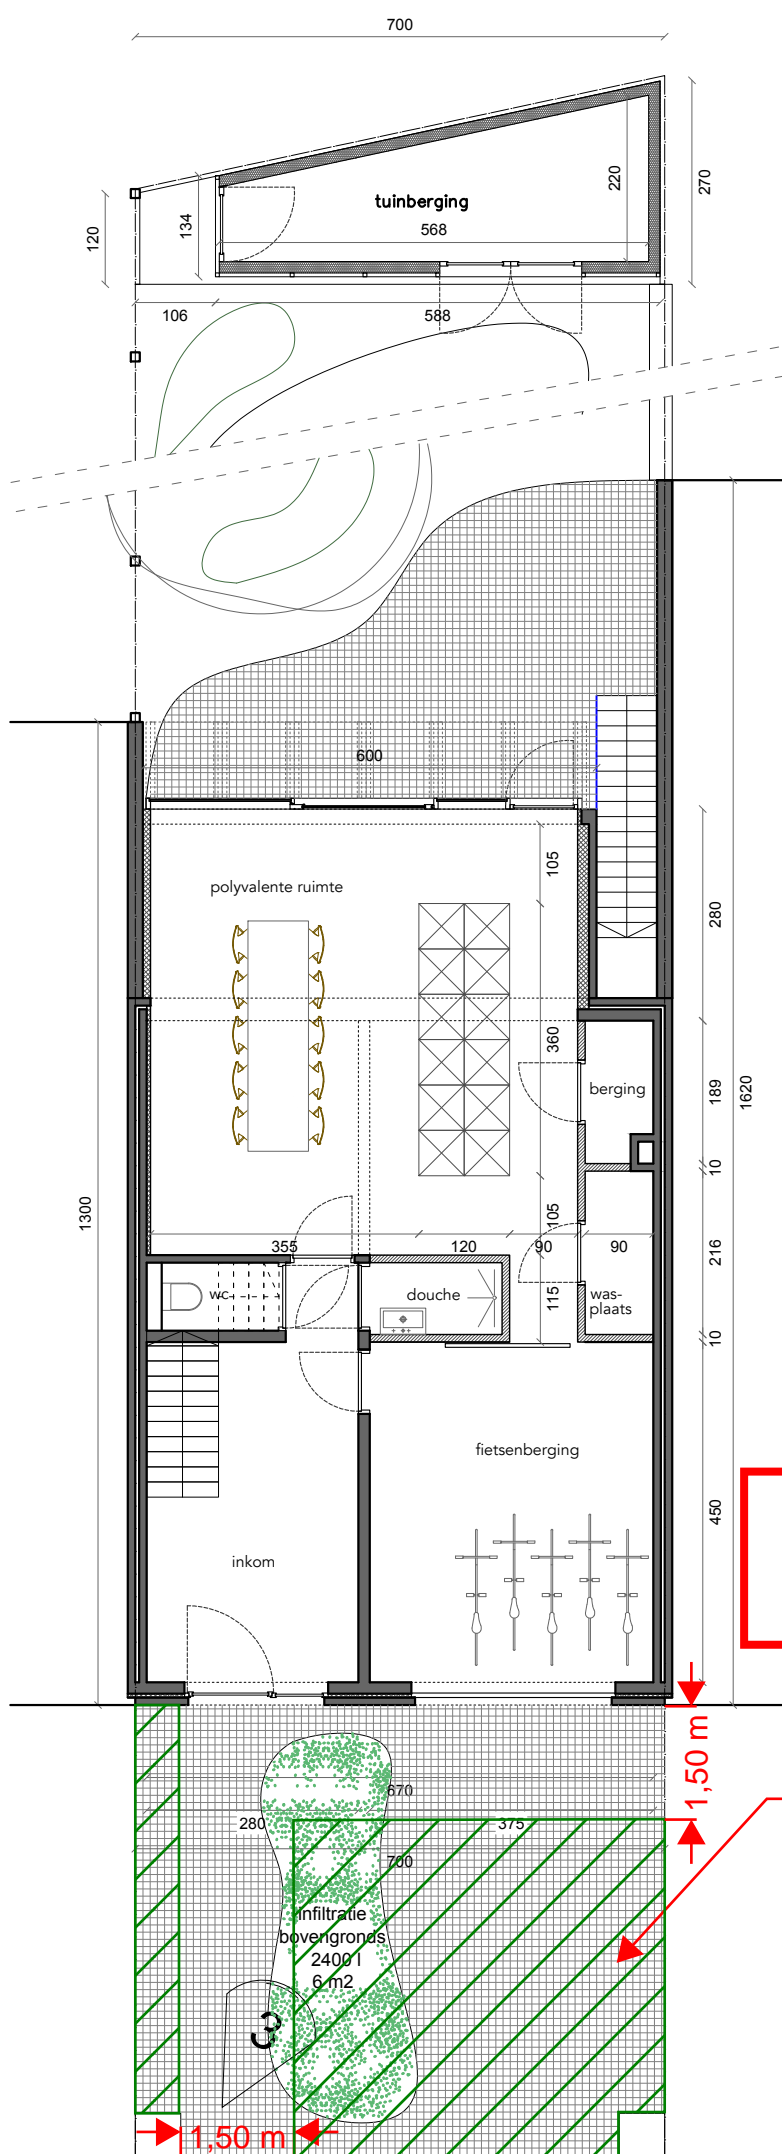 700
tuinberging
568
220
270
134
120
106
588
600
polyvalente ruimte
105
280
360
berging
189
1620
10
1300
105
355
120
90
90
216
wc
douche
115
was-
plaats
10
fietsenberging
450
inkom
1,50 m
670
280
375
700
infiltratie
bovengronds
2400 l
6 m2
3
1,50 m